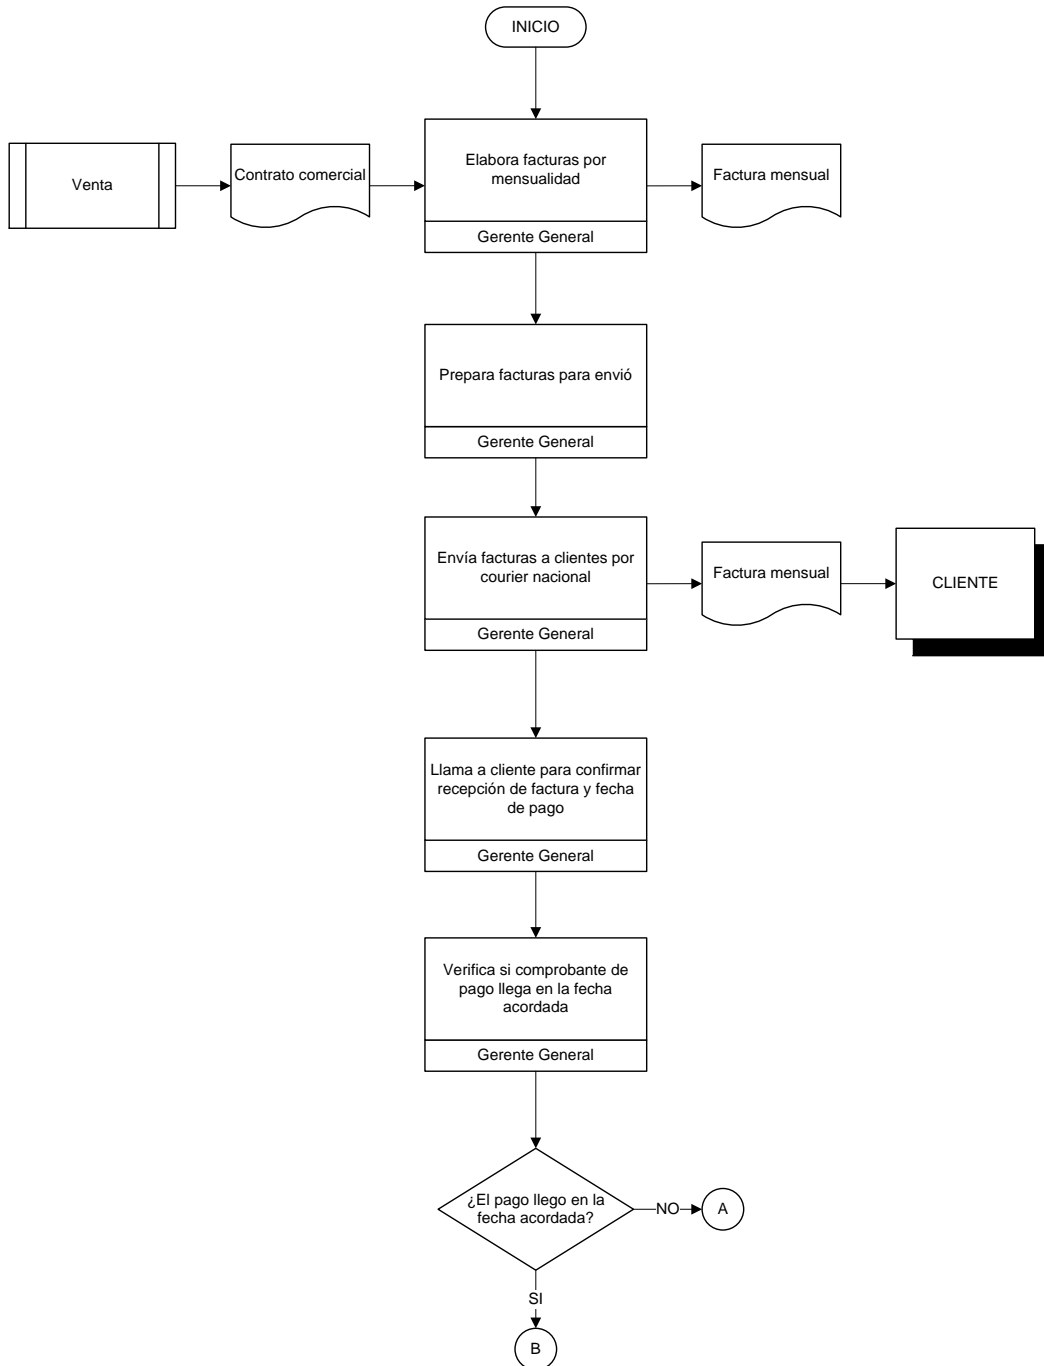 INICIO
Venta
Contrato comercial
Elabora facturas por
mensualidad
Gerente General
Factura mensual
Prepara facturas para envió
Gerente General
Envía facturas a clientes por
courier nacional
Gerente General
Factura mensual
CLIENTE
Llama a cliente para confirmar
recepción de factura y fecha
de pago
Gerente General
Verifica si comprobante de
pago llega en la fecha
acordada
Gerente General
¿El pago llego en la
fecha acordada?
NO
A
SI
B